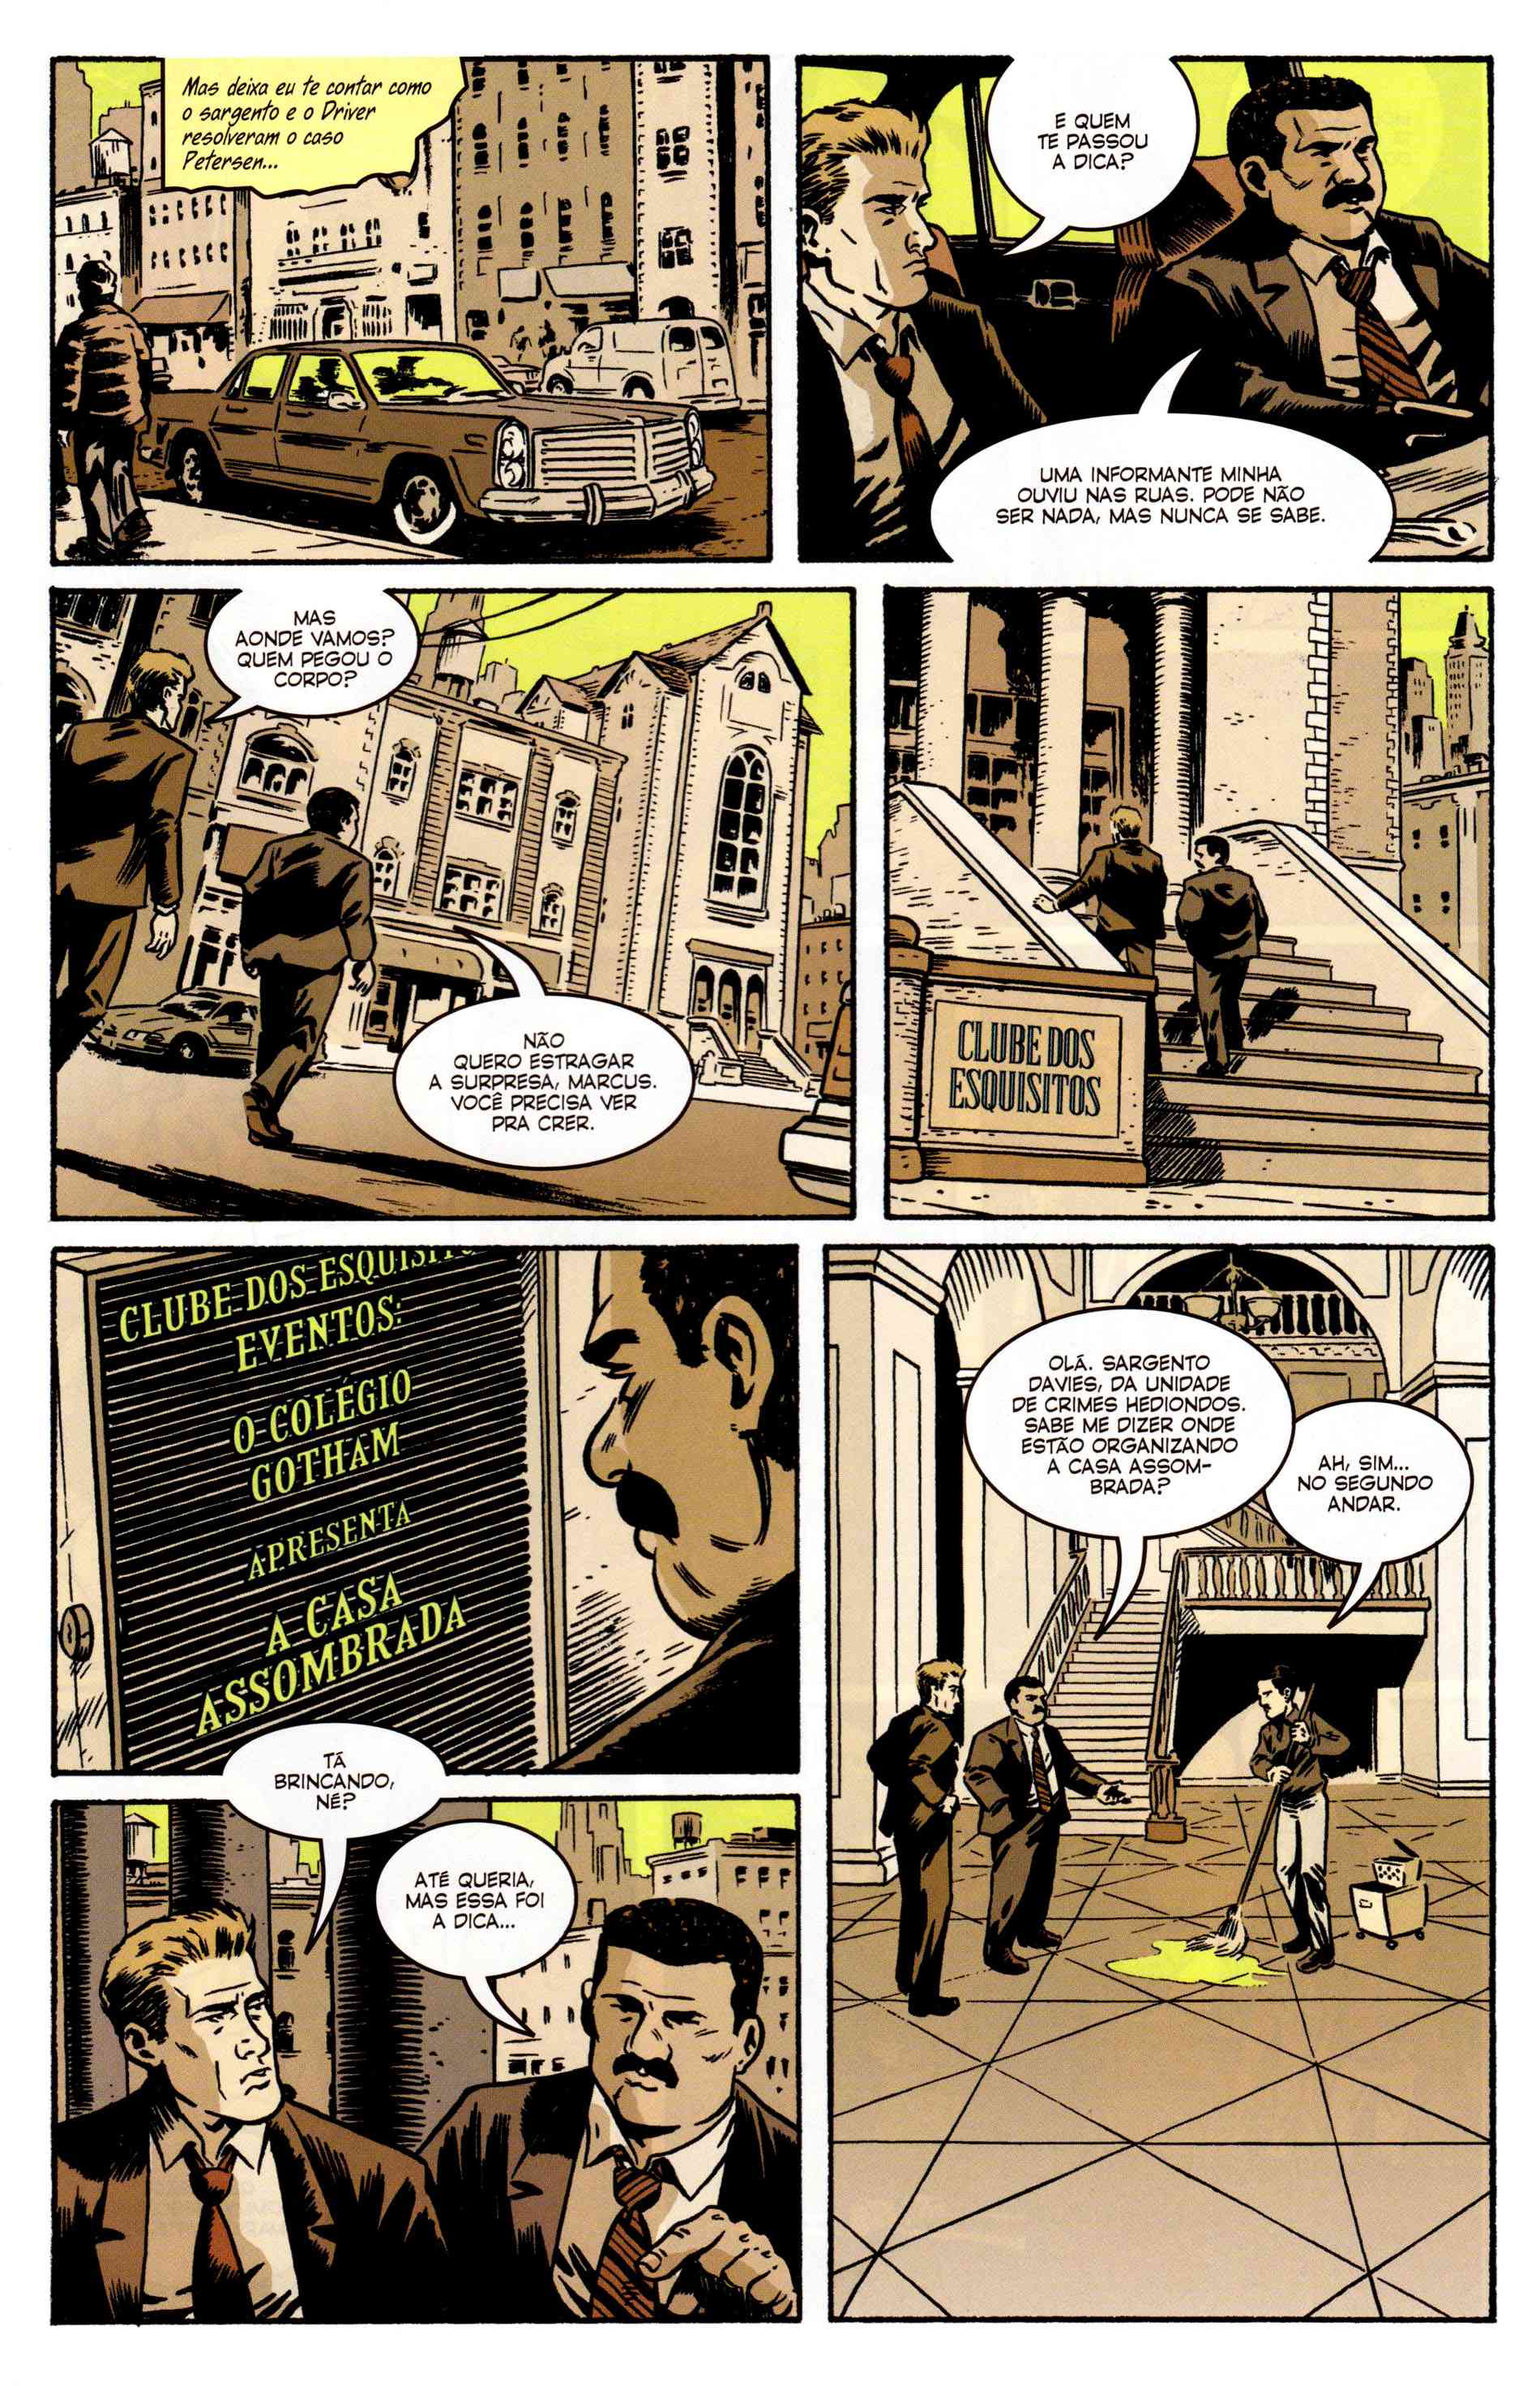 Mas deixa eu te contar como
o sargento e o Driver
resolveram o caso
Petersen...
E QUEM
TE PASSOU
A DICA?
UMA INFORMANTE MINHA
OUVIU NAS RUAS. PODE NÃO
SER NADA, MAS NUNCA SE SABE.
MAS
AONDE VAMOS?
QUEM PEGOU O
CORPO?
NÃO
QUERO ESTRAGAR
A SURPRESA, MARCUS.
VOCÊ PRECISA VER
PRA CRER.
CLUBE DOS
ESQUISITOS
CLUBE DOS ESQUISITO
EVENTOS:
O COLÉGIO
GOTHAM
APRESENTA
A CASA
ASSOMBRADA
TÁ
BRINCANDO,
NÉ?
ATÉ QUERIA,
MAS ESSA FOI
A DICA...
OLÁ. SARGENTO
DAVIES, DA UNIDADE
DE CRIMES HEDIONDOS.
SABE ME DIZER ONDE
ESTÃO ORGANIZANDO
A CASA ASSOM-
BRADA?
AH, SIM...
NO SEGUNDO
ANDAR.